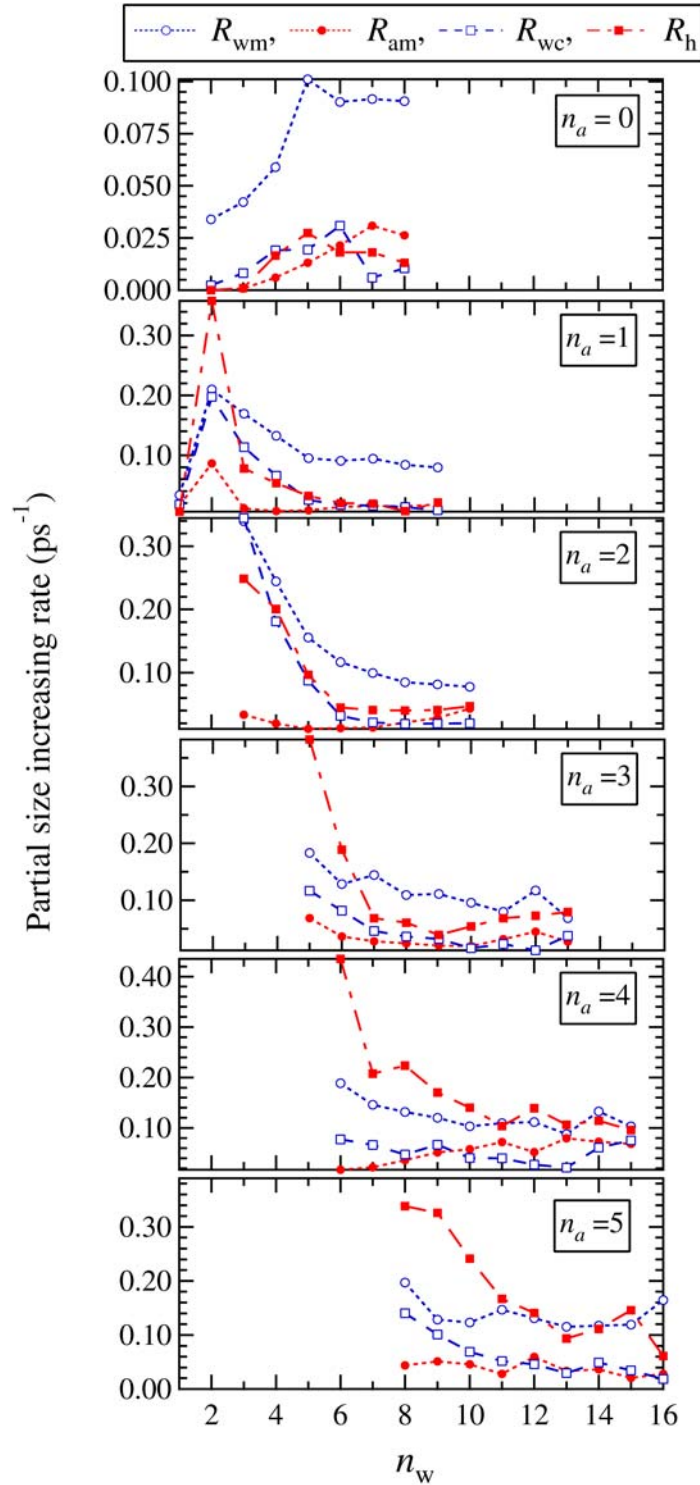 R_wm, R_am, R_wc, R_h
0.100
0.075
0.050
0.025
0.000
n_a = 0
0.30
0.20
0.10
n_a =1
0.30
0.20
0.10
n_a =2
0.30
0.20
0.10
n_a =3
0.40
0.30
0.20
0.10
n_a =4
0.30
0.20
0.10
0.00
n_a =5
2 4 6 8 10 12 14 16
n_w
Partial size increasing rate (ps⁻¹)